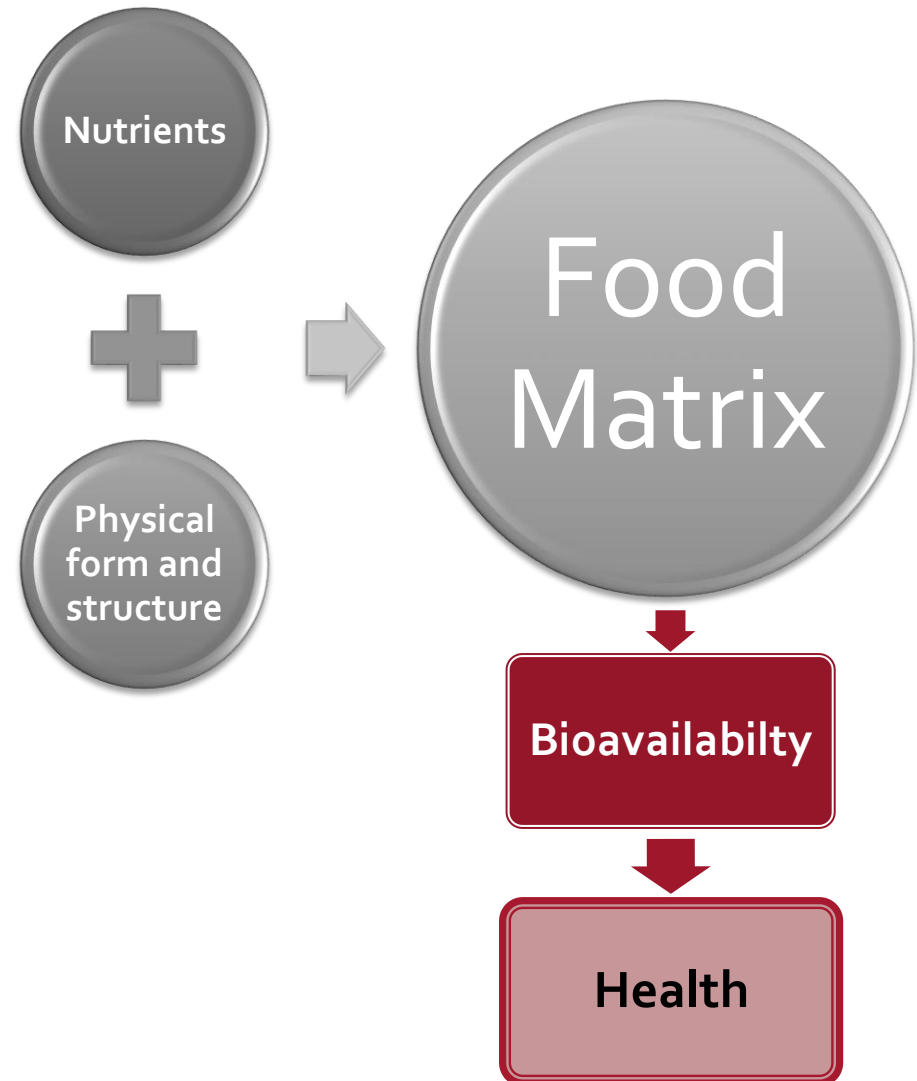 Nutrients
Physical
form and
structure
Food
Matrix
Bioavailabilty
Health